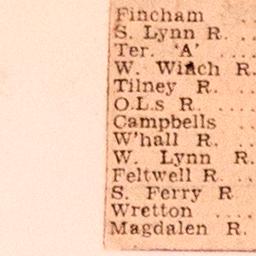 Fincham ....
S. Lynn R. ...
Ter. 'A' ....
W. Winch R.
Tilney R. ....
O.L.s R. ....
Campbells ..
W'hall R. ...
W. Lynn R.
Feltwell R. ...
S. Ferry R
Wretton ....
Magdalen R.